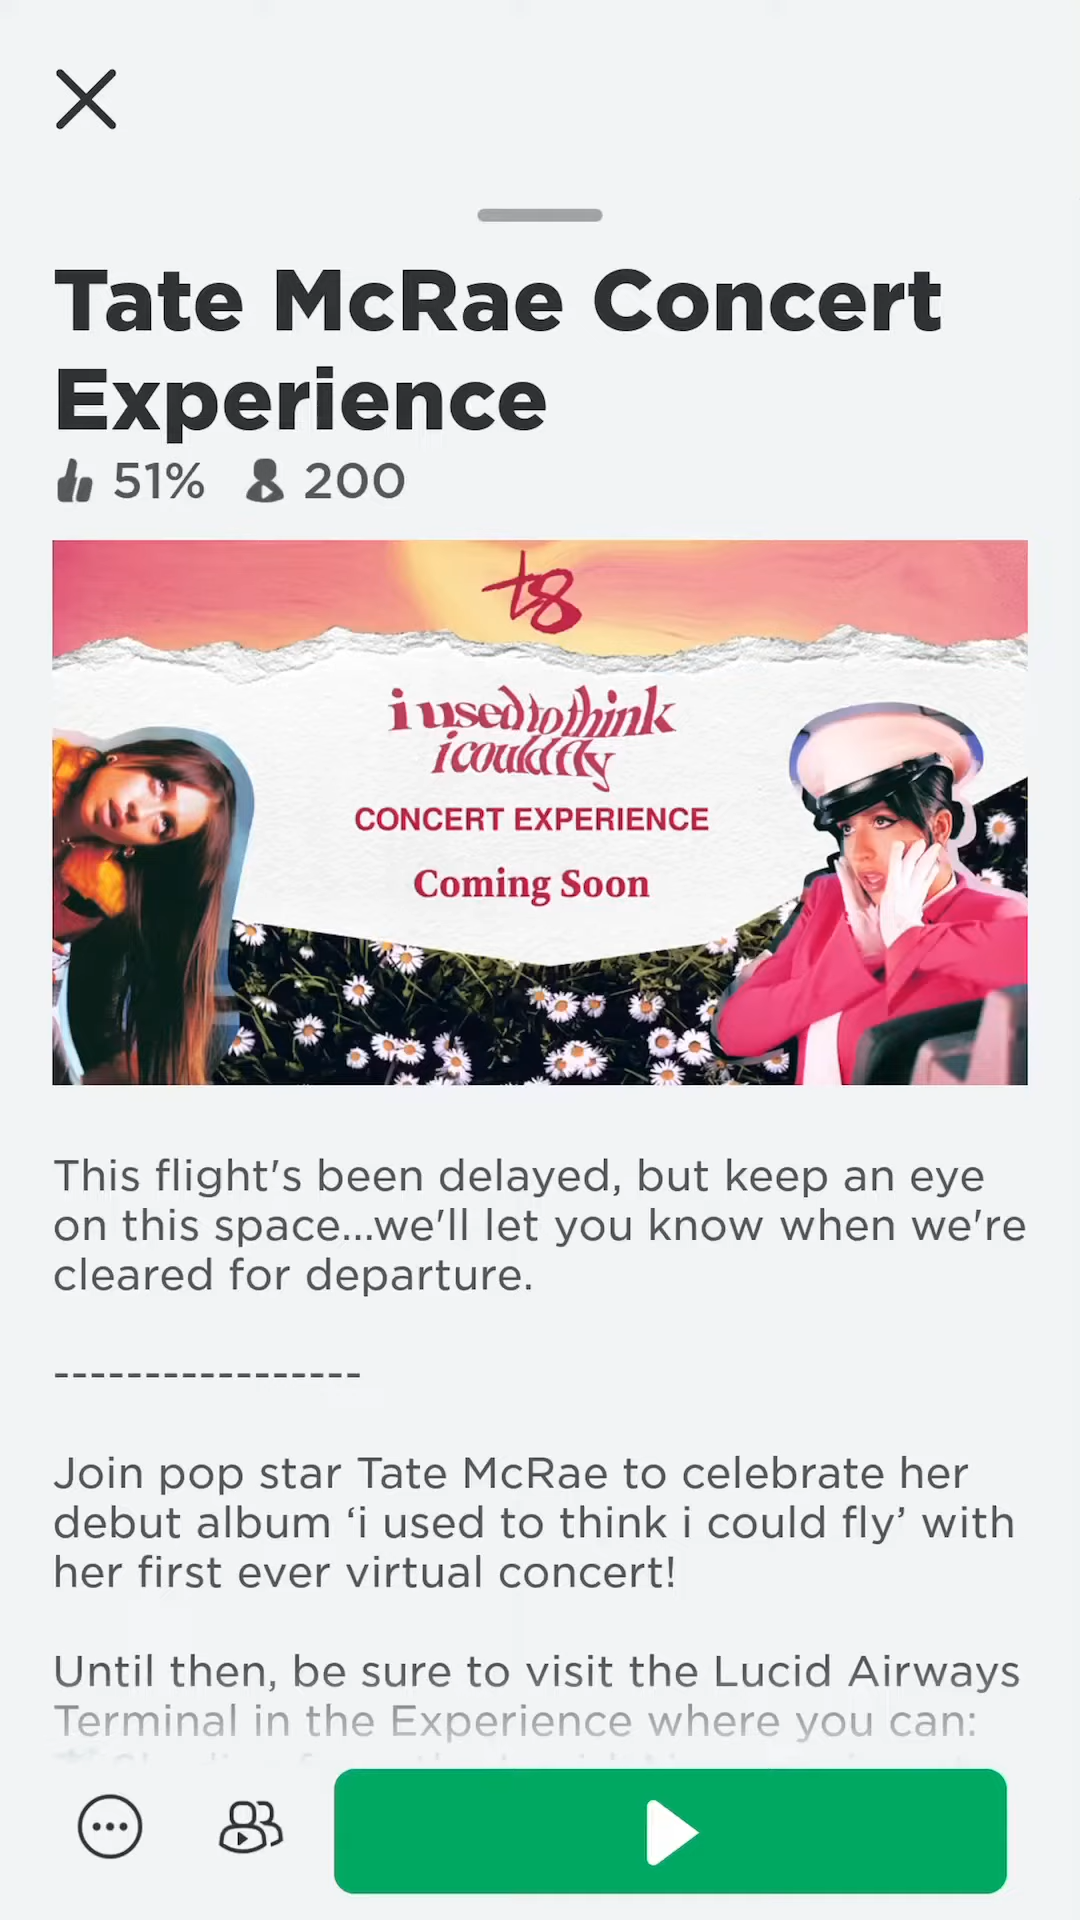 Tate McRae Concert
Experience
51% 200
t8
i used to think
i could fly
CONCERT EXPERIENCE
Coming Soon
This flight's been delayed, but keep an eye
on this space...we'll let you know when we're
cleared for departure.
-----------------
Join pop star Tate McRae to celebrate her
debut album ‘i used to think i could fly’ with
her first ever virtual concert!
Until then, be sure to visit the Lucid Airways
Terminal in the Experience where you can: